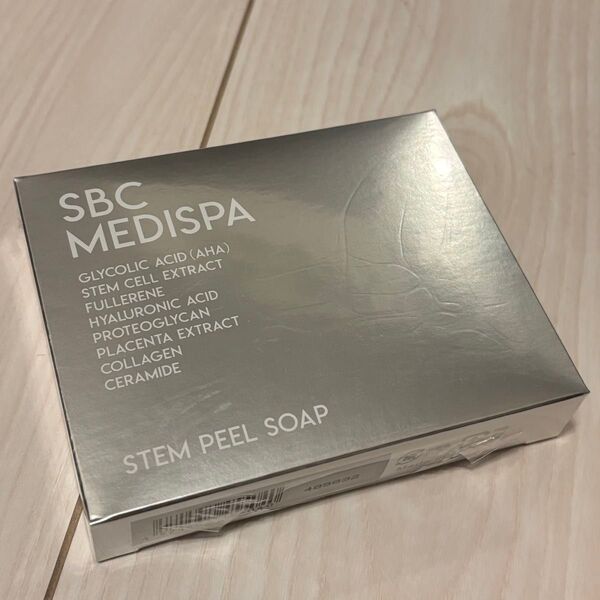 SBC
MEDISPA
GLYCOLIC ACID (AHA)
STEM CELL EXTRACT
FULLERENE
HYALURONIC ACID
PROTEOGLYCAN
PLACENTA EXTRACT
COLLAGEN
CERAMIDE
STEM PEEL SOAP